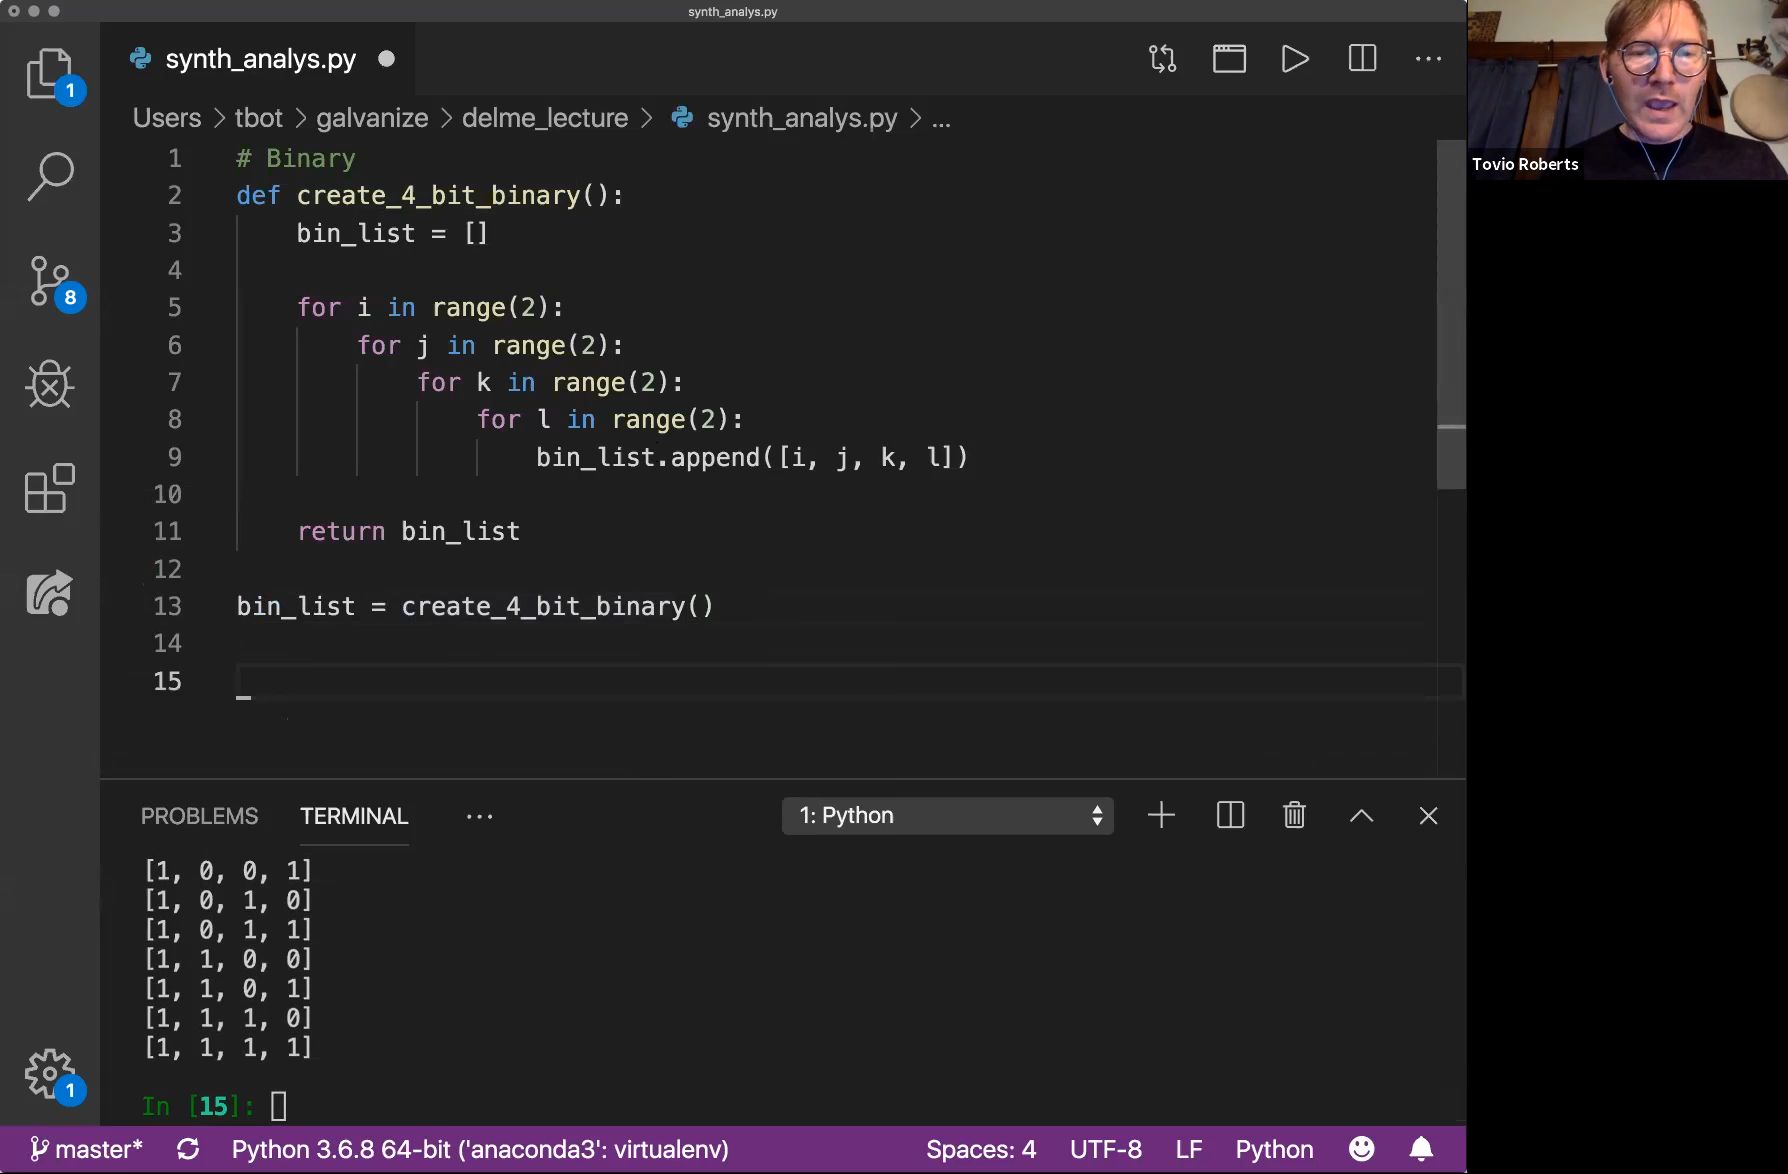 synth_analys.py
synth_analys.py
Users > tbot > galvanize > delme_lecture > synth_analys.py > ...
1 # Binary
2 def create_4_bit_binary():
3     bin_list = []
4
5     for i in range(2):
6         for j in range(2):
7             for k in range(2):
8                 for l in range(2):
9                     bin_list.append([i, j, k, l])
10
11     return bin_list
12
13 bin_list = create_4_bit_binary()
14
15
1
8
1
Tovio Roberts
PROBLEMS TERMINAL ... 1: Python
[1, 0, 0, 1]
[1, 0, 1, 0]
[1, 0, 1, 1]
[1, 1, 0, 0]
[1, 1, 0, 1]
[1, 1, 1, 0]
[1, 1, 1, 1]
In [15]:
master* Python 3.6.8 64-bit ('anaconda3': virtualenv) Spaces: 4 UTF-8 LF Python